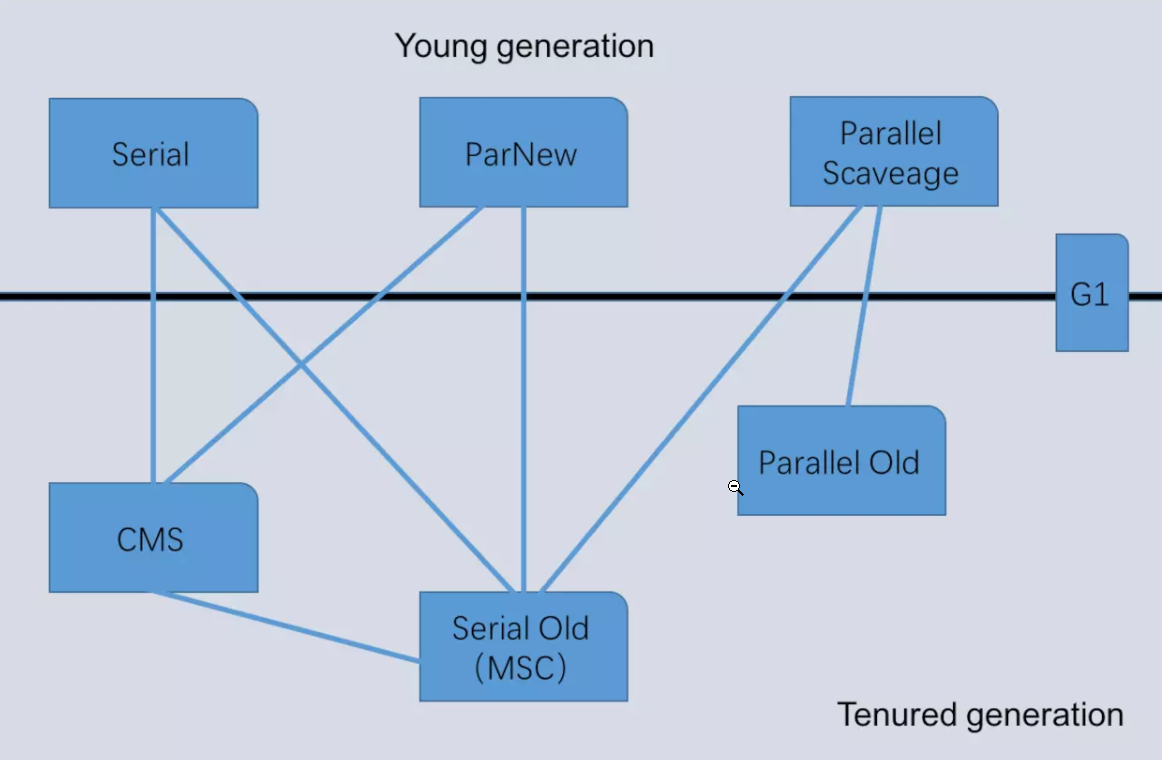 Young generation
Serial
ParNew
Parallel
Scaveage
G1
Parallel Old
CMS
Serial Old
（MSC）
Tenured generation